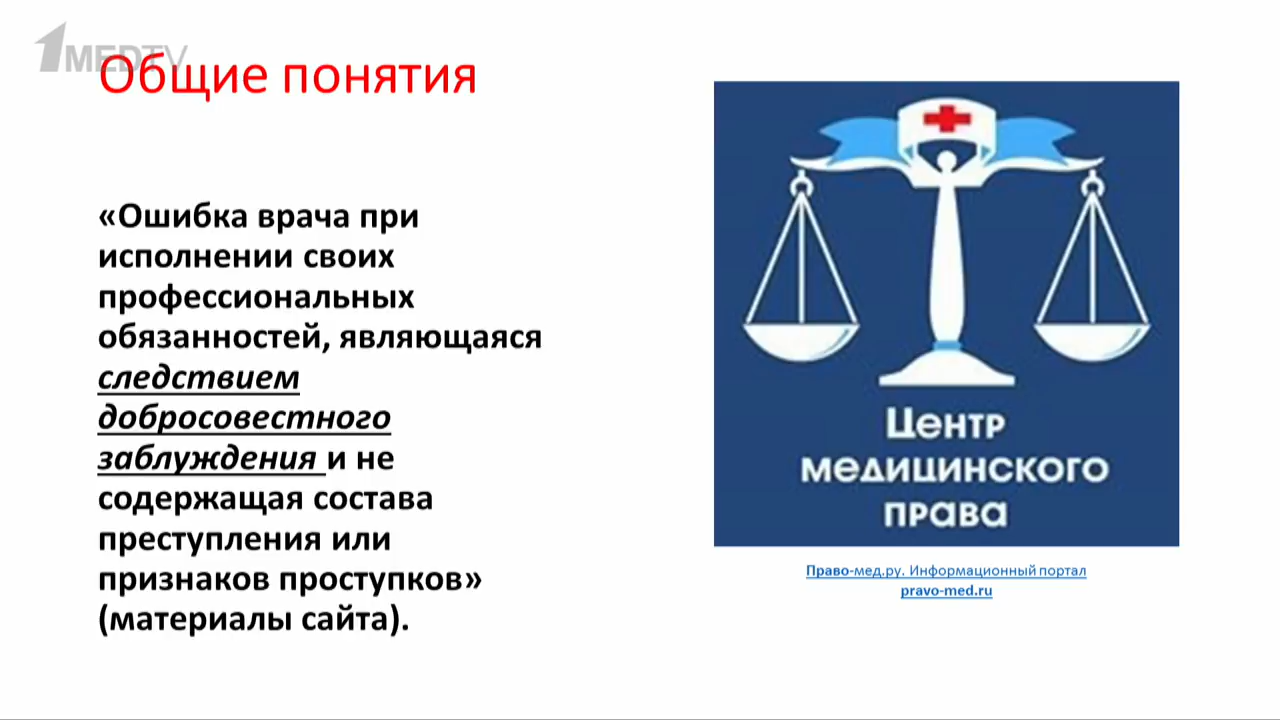 1MEDTV
Общие понятия
«Ошибка врача при
исполнении своих
профессиональных
обязанностей, являющаяся
следствием
добросовестного
заблуждения и не
содержащая состава
преступления или
признаков проступков»
(материалы сайта).
Центр
медицинского
права
Право-мед.ру. Информационный портал
pravo-med.ru